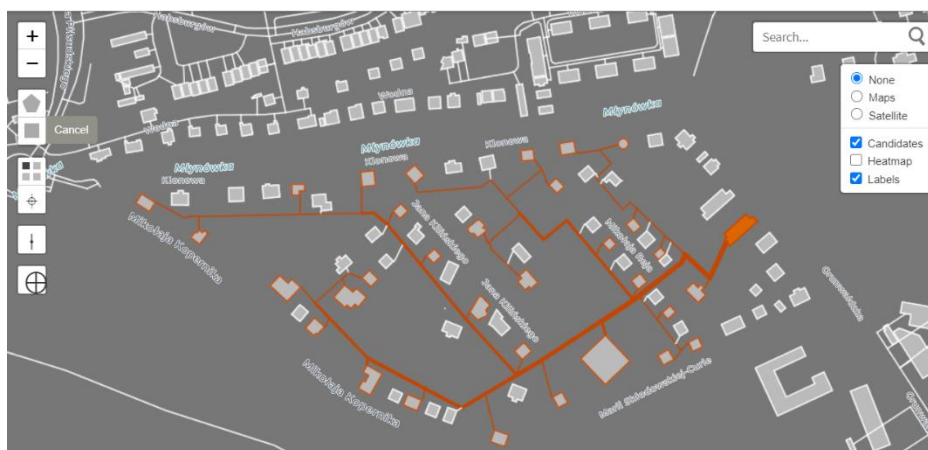 Habsburgów
Habsburgów
+
Search...
−
None
Maps
Satellite
Candidates
Heatmap
Labels
Cancel
Wodna
Wodna
Młynówka
Młynówka
Młynówka
Klonowa
Klonowa
Klonowa
Mikołaja Kopernika
Jana Kilińskiego
Mikołaja Reja
Jana Kilińskiego
Mikołaja Kopernika
Marii Skłodowskiej-Curie
Grunwaldzka